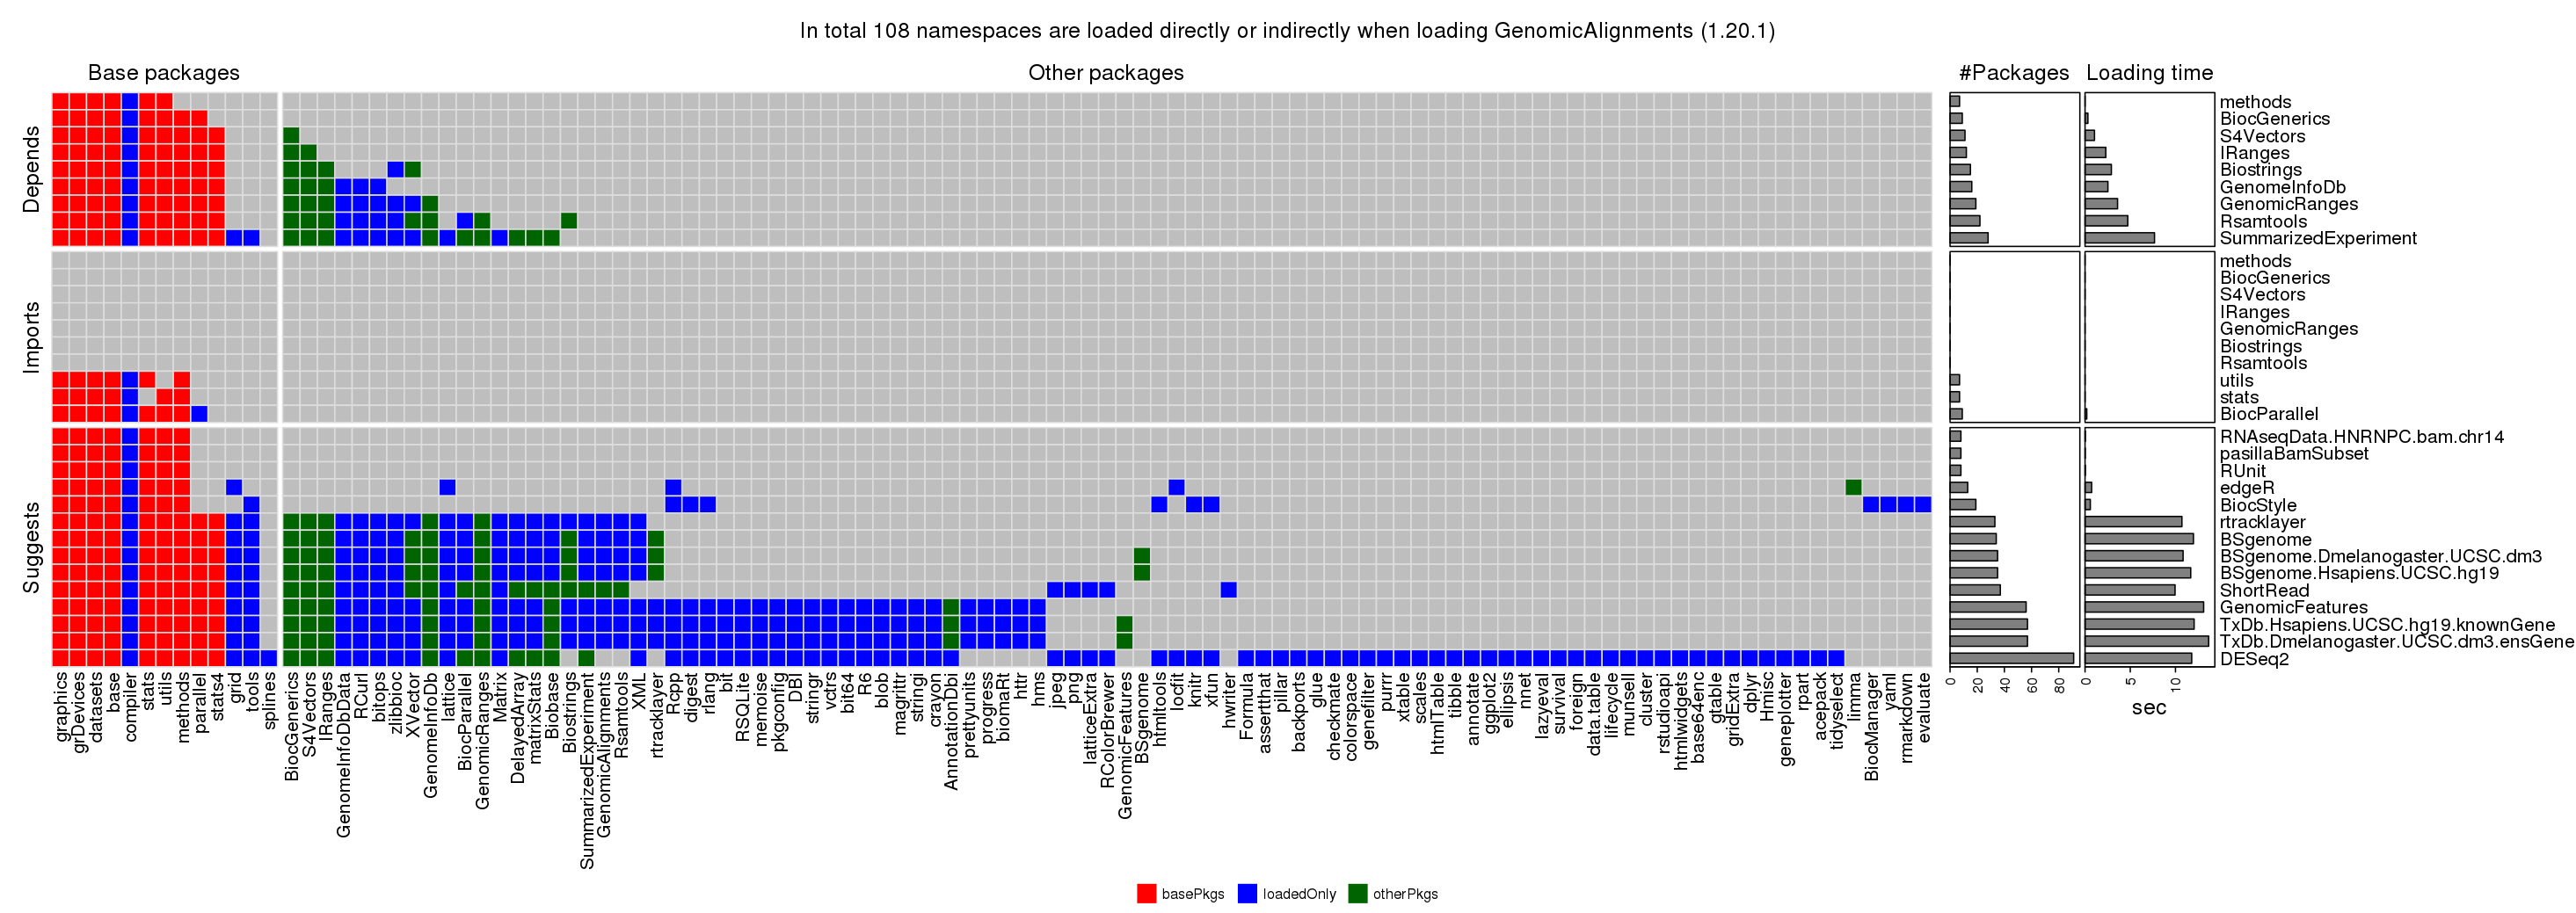 In total 108 namespaces are loaded directly or indirectly when loading GenomicAlignments (1.20.1)
Base packages
Other packages
#Packages
Loading time
Depends
methods
BiocGenerics
S4Vectors
IRanges
Biostrings
GenomeInfoDb
GenomicRanges
Rsamtools
SummarizedExperiment
Imports
methods
BiocGenerics
S4Vectors
IRanges
GenomicRanges
Biostrings
Rsamtools
utils
stats
BiocParallel
Suggests
RNAseqData.HNRNPC.bam.chr14
pasillaBamSubset
RUnit
edgeR
BiocStyle
rtracklayer
BSgenome
BSgenome.Dmelanogaster.UCSC.dm3
BSgenome.Hsapiens.UCSC.hg19
ShortRead
GenomicFeatures
TxDb.Hsapiens.UCSC.hg19.knownGene
TxDb.Dmelanogaster.UCSC.dm3.ensGene
DESeq2
graphics
grDevices
datasets
base
compiler
stats
utils
methods
parallel
stats4
grid
tools
splines
BiocGenerics
S4Vectors
IRanges
GenomeInfoDbData
RCurl
bitops
zlibbioc
XVector
GenomeInfoDb
lattice
BiocParallel
GenomicRanges
Matrix
DelayedArray
matrixStats
Biobase
Biostrings
SummarizedExperiment
GenomicAlignments
Rsamtools
XML
rtracklayer
Rcpp
digest
rlang
bit
RSQLite
memoise
pkgconfig
DBI
stringr
vctrs
bit64
R6
blob
magrittr
stringi
crayon
AnnotationDbi
prettyunits
progress
biomaRt
httr
hms
jpeg
png
latticeExtra
RColorBrewer
GenomicFeatures
BSgenome
htmltools
locfit
knitr
xfun
hwriter
Formula
assertthat
pillar
backports
glue
checkmate
colorspace
genefilter
purrr
xtable
scales
htmlTable
tibble
annotate
ggplot2
ellipsis
nnet
lazyeval
survival
foreign
data.table
lifecycle
munsell
cluster
rstudioapi
htmlwidgets
base64enc
gtable
gridExtra
dplyr
Hmisc
geneplotter
rpart
acepack
tidyselect
limma
BiocManager
yaml
rmarkdown
evaluate
0
20
40
60
80
0
5
10
sec
basePkgs
loadedOnly
otherPkgs